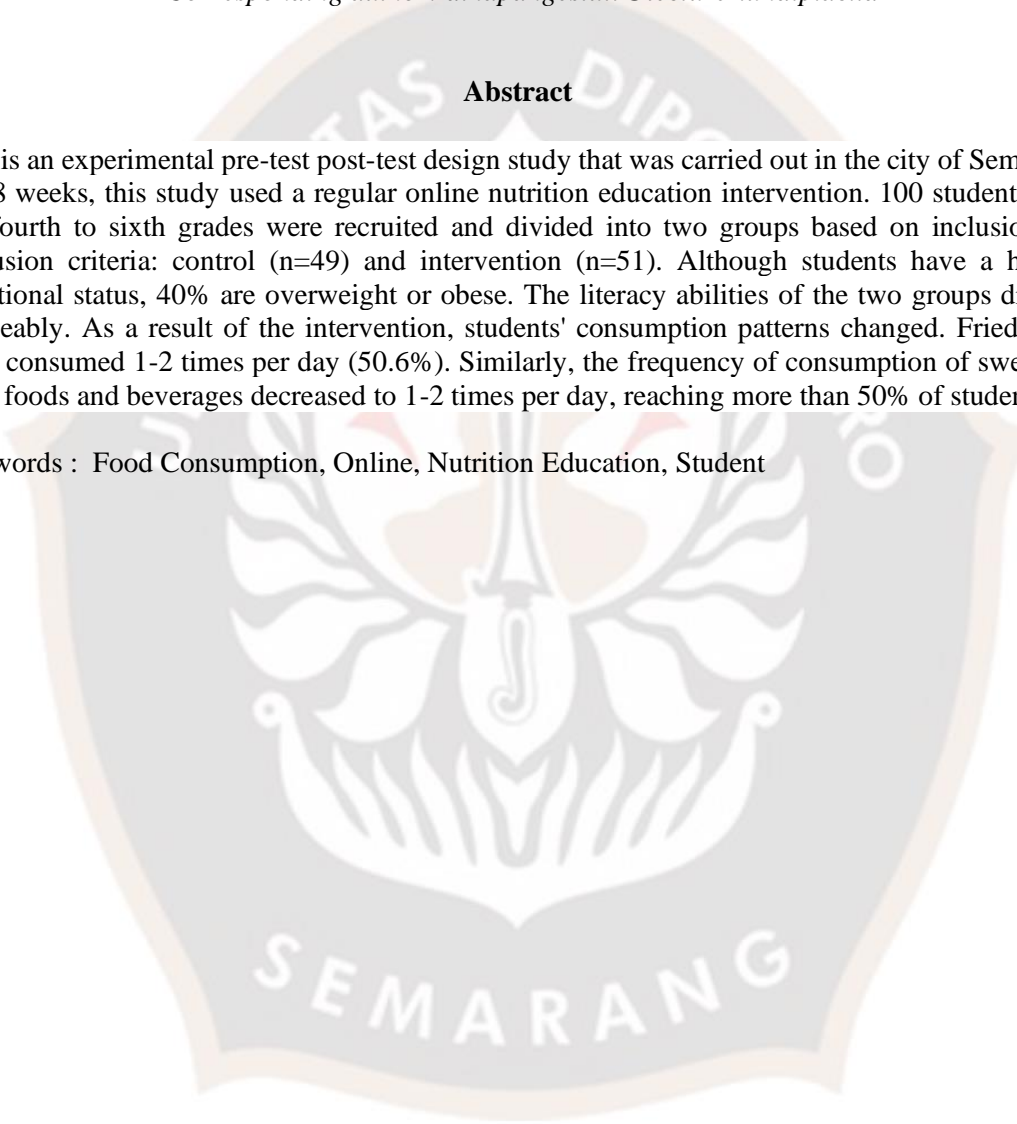 Abstract
is an experimental pre-test post-test design study that was carried out in the city of Sem
8 weeks, this study used a regular online nutrition education intervention. 100 student
ourth to sixth grades were recruited and divided into two groups based on inclusio
usion criteria: control (n=49) and intervention (n=51). Although students have a h
tional status, 40% are overweight or obese. The literacy abilities of the two groups di
eably. As a result of the intervention, students' consumption patterns changed. Fried
consumed 1-2 times per day (50.6%). Similarly, the frequency of consumption of swe
foods and beverages decreased to 1-2 times per day, reaching more than 50% of studen
words : Food Consumption, Online, Nutrition Education, Student
SEMARANG